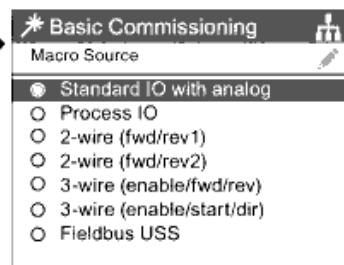 Basic Commissioning
Macro Source
Standard IO with analog
Process IO
2-wire (fwd/rev1)
2-wire (fwd/rev2)
3-wire (enable/fwd/rev)
3-wire (enable/start/dir)
Fieldbus USS